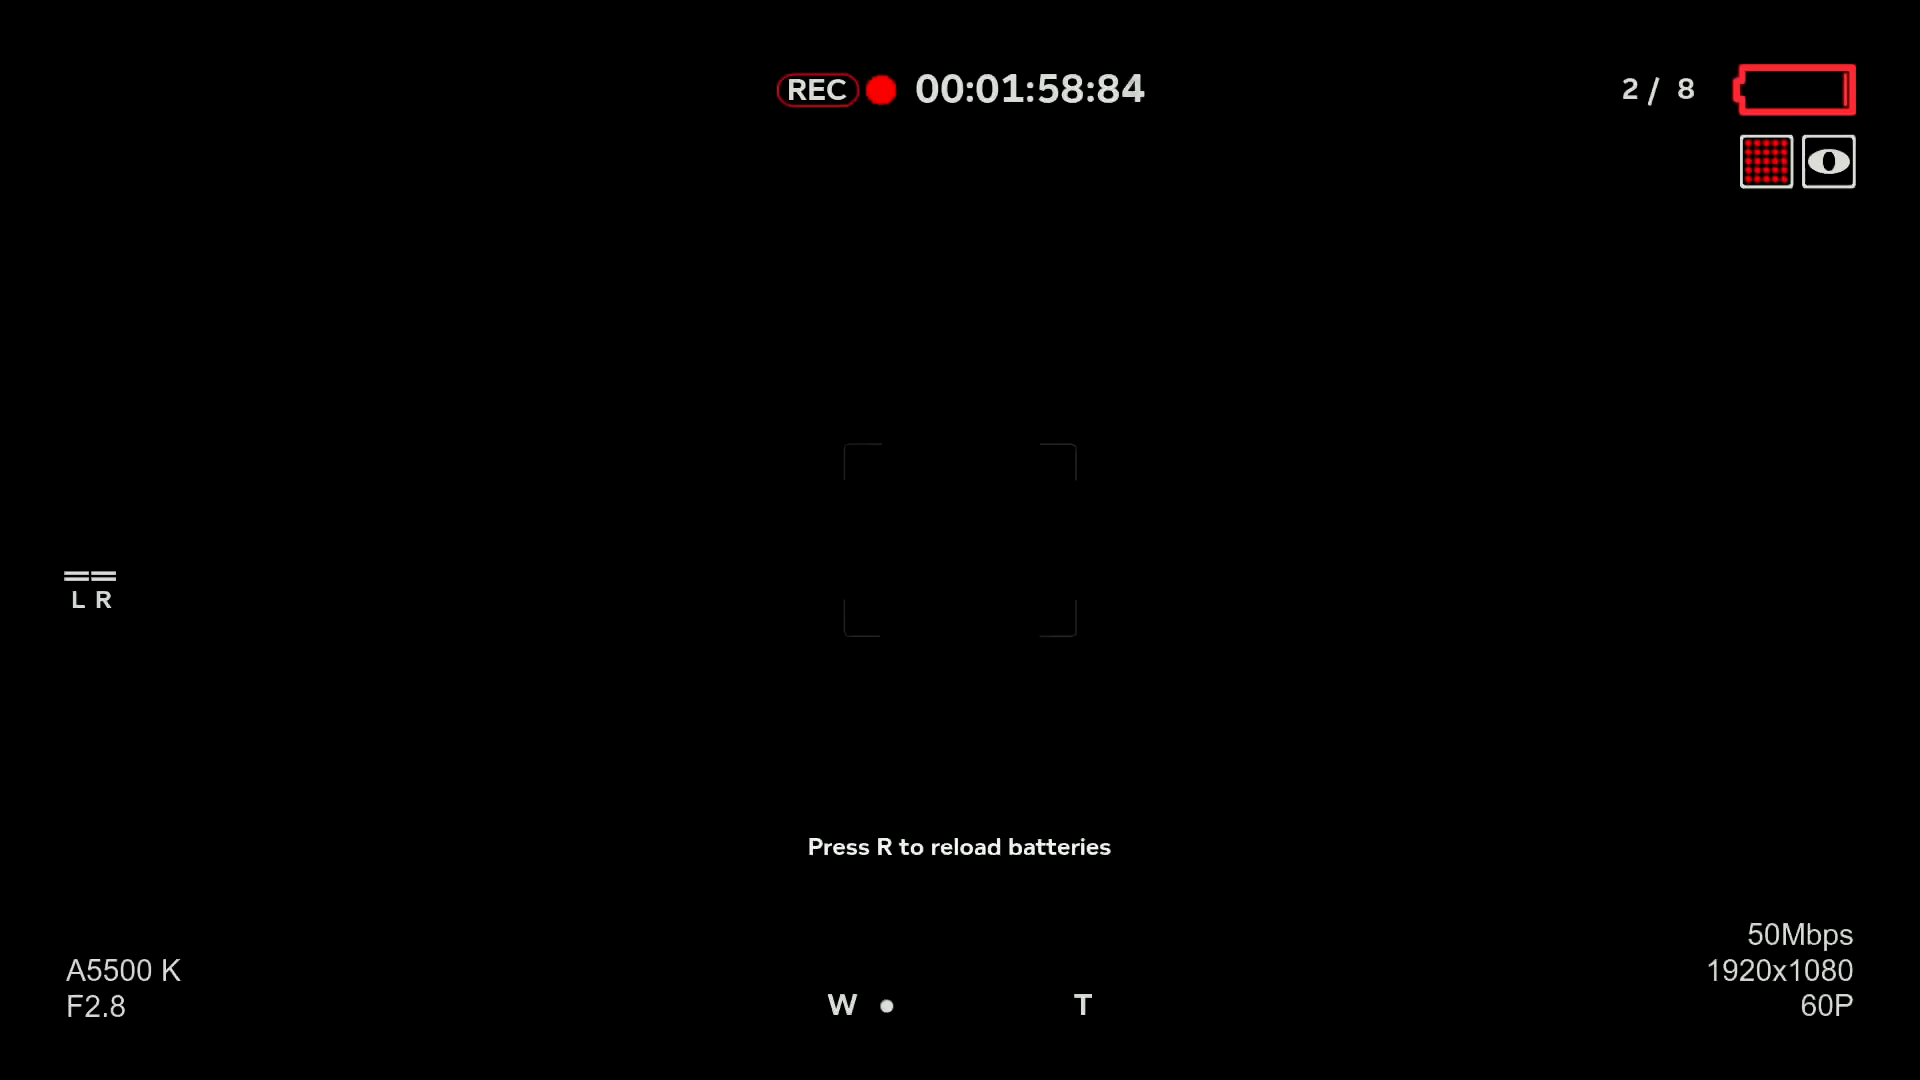 REC 00:01:58:84
2 / 8
L R
Press R to reload batteries
A5500 K
F2.8
W T
50Mbps
1920x1080
60P